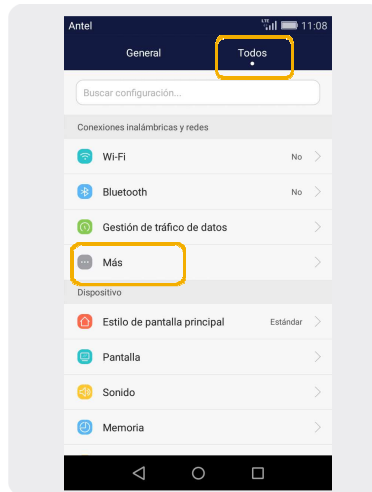 Antel LTE 11:08
General Todos
Buscar configuración...
Conexiones inalámbricas y redes
Wi-Fi No
Bluetooth No
Gestión de tráfico de datos
Más
Dispositivo
Estilo de pantalla principal Estándar
Pantalla
Sonido
Memoria